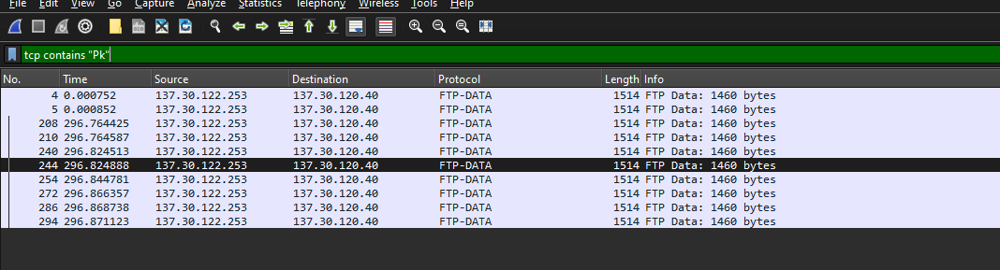 File Edit View Go Capture Analyze Statistics Telephony Wireless Tools Help
tcp contains "Pk"
No. Time Source Destination Protocol Length Info
4 0.000752 137.30.122.253 137.30.120.40 FTP-DATA 1514 FTP Data: 1460 bytes
5 0.000852 137.30.122.253 137.30.120.40 FTP-DATA 1514 FTP Data: 1460 bytes
208 296.764425 137.30.122.253 137.30.120.40 FTP-DATA 1514 FTP Data: 1460 bytes
210 296.764587 137.30.122.253 137.30.120.40 FTP-DATA 1514 FTP Data: 1460 bytes
240 296.824513 137.30.122.253 137.30.120.40 FTP-DATA 1514 FTP Data: 1460 bytes
244 296.824888 137.30.122.253 137.30.120.40 FTP-DATA 1514 FTP Data: 1460 bytes
254 296.844781 137.30.122.253 137.30.120.40 FTP-DATA 1514 FTP Data: 1460 bytes
272 296.866357 137.30.122.253 137.30.120.40 FTP-DATA 1514 FTP Data: 1460 bytes
286 296.868738 137.30.122.253 137.30.120.40 FTP-DATA 1514 FTP Data: 1460 bytes
294 296.871123 137.30.122.253 137.30.120.40 FTP-DATA 1514 FTP Data: 1460 bytes